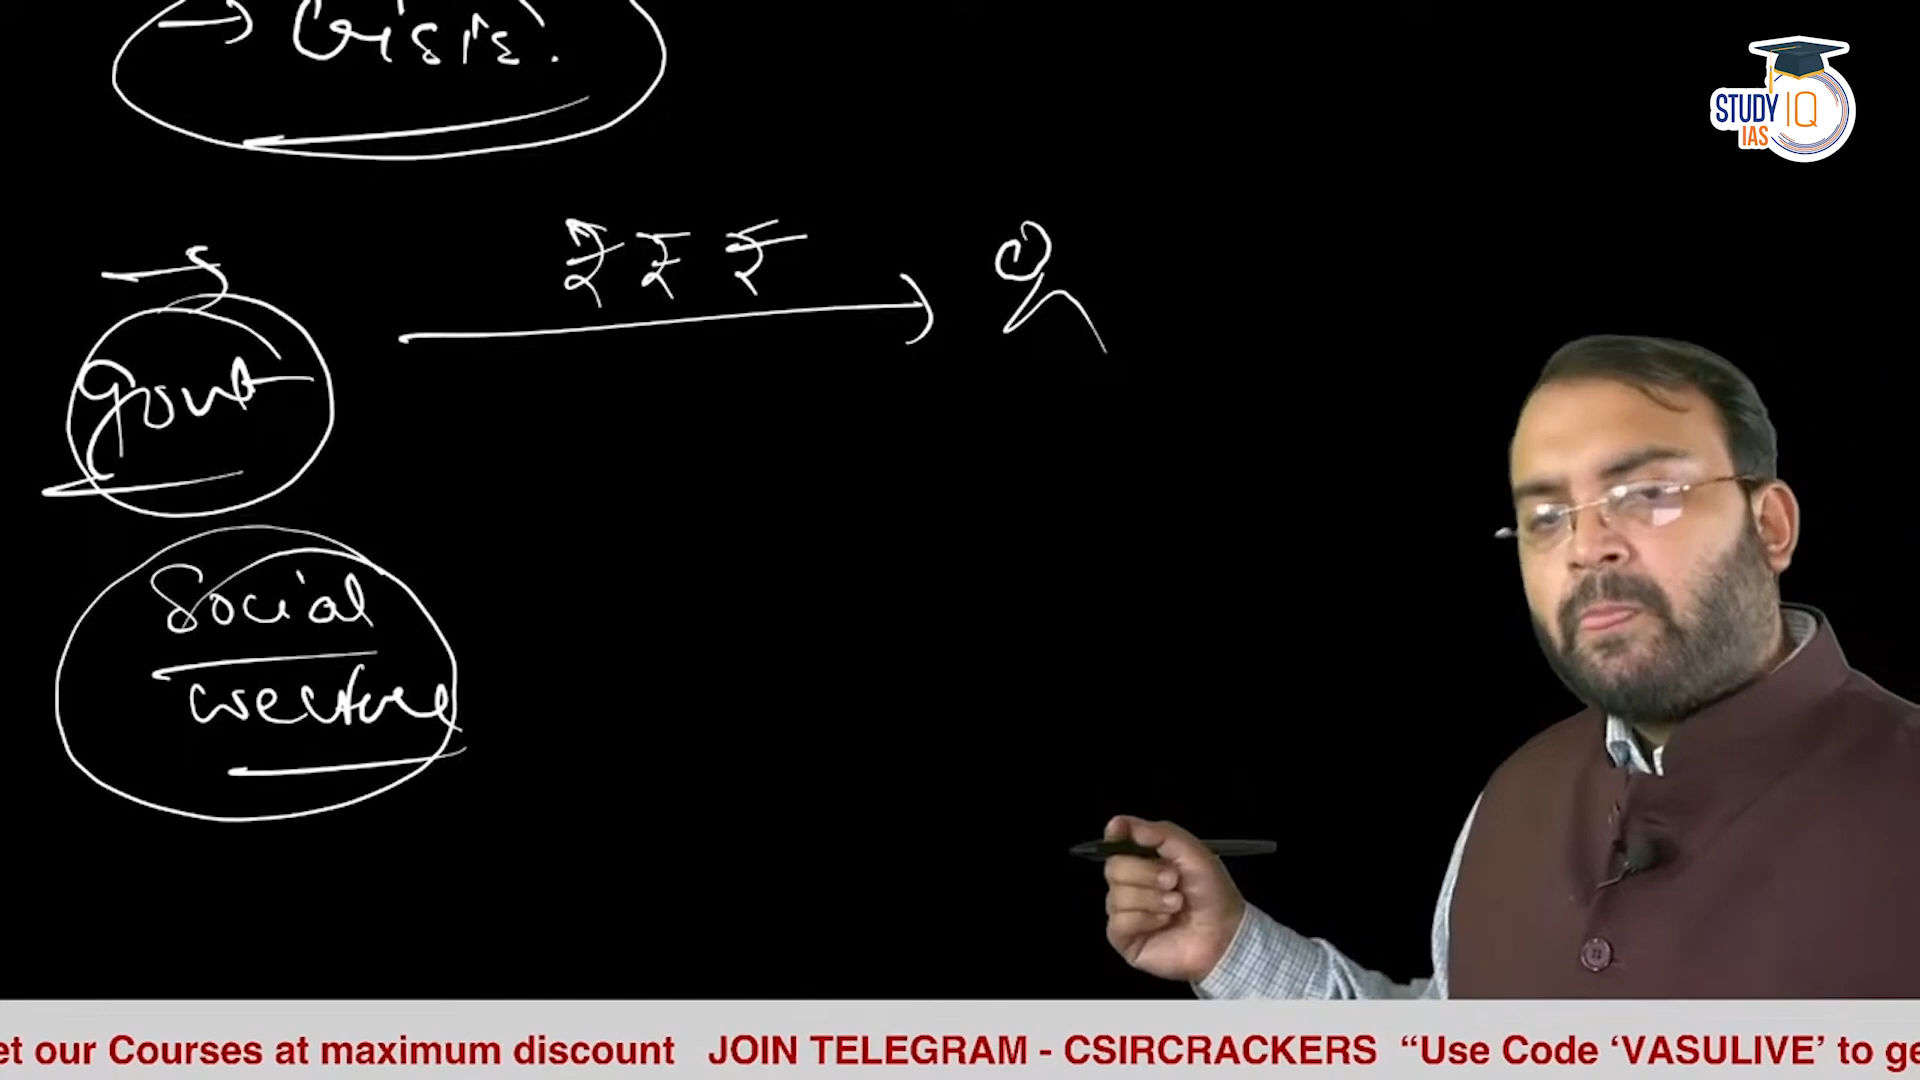 → Crisis.
STUDY IQ
IAS
₹ ₹ ₹
Govt
Social
welfare
et our Courses at maximum discount JOIN TELEGRAM - CSIRCRACKERS “Use Code ‘VASULIVE’ to ge